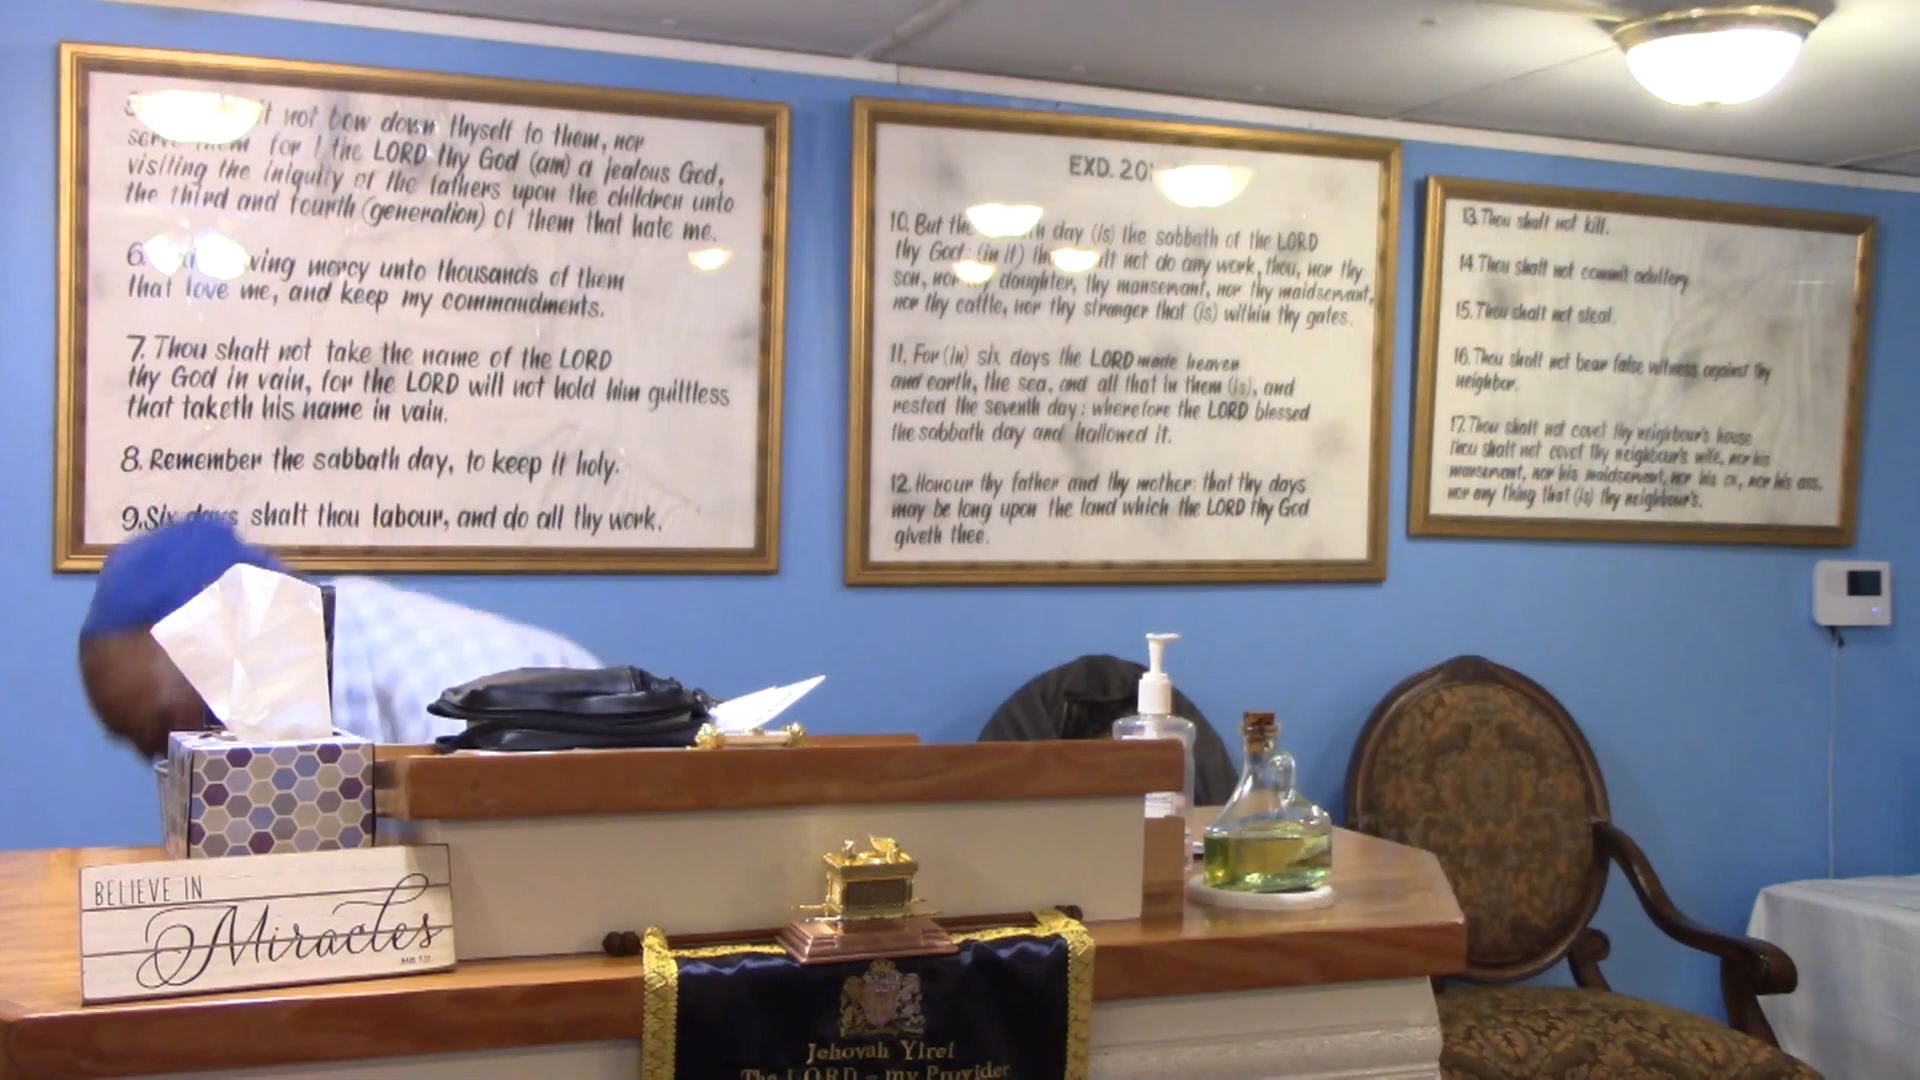 not bow down thyself to them, nor
for I the LORD thy God (am) a jealous God,
visiting the iniquity of the fathers upon the children unto
the third and fourth (generation) of them that hate me.
6. mercy unto thousands of them
that love me, and keep my commandments.
7. Thou shalt not take the name of the LORD
thy God in vain, for the LORD will not hold him guiltless
that taketh his name in vain.
8. Remember the sabbath day, to keep it holy.
9. Six days shalt thou labour, and do all thy work.
EXD. 20:
10. But the day (is) the sabbath of the LORD
thy God: (in it) not do any work, thou, nor thy
son, nor daughter, thy manservant, nor thy maidservant,
nor thy cattle, nor thy stranger that (is) within thy gates.
11. For (in) six days the LORD made heaven
and earth, the sea, and all that in them (is), and
rested the seventh day: wherefore the LORD blessed
the sabbath day and hallowed it.
12. Honour thy father and thy mother: that thy days
may be long upon the land which the LORD thy God
giveth thee.
13. Thou shalt not kill.
14. Thou shalt not commit adultery
15. Thou shalt not steal.
16. Thou shalt not bear false witness against thy
neighbor.
17. Thou shalt not covet thy neighbour's house
thou shalt not covet thy neighbour's wife, nor his
manservant, nor his maidservant, nor his ox, nor his ass,
nor any thing that (is) thy neighbour's.
BELIEVE IN
Miracles
Jehovah Yirei
The LORD - my Provider